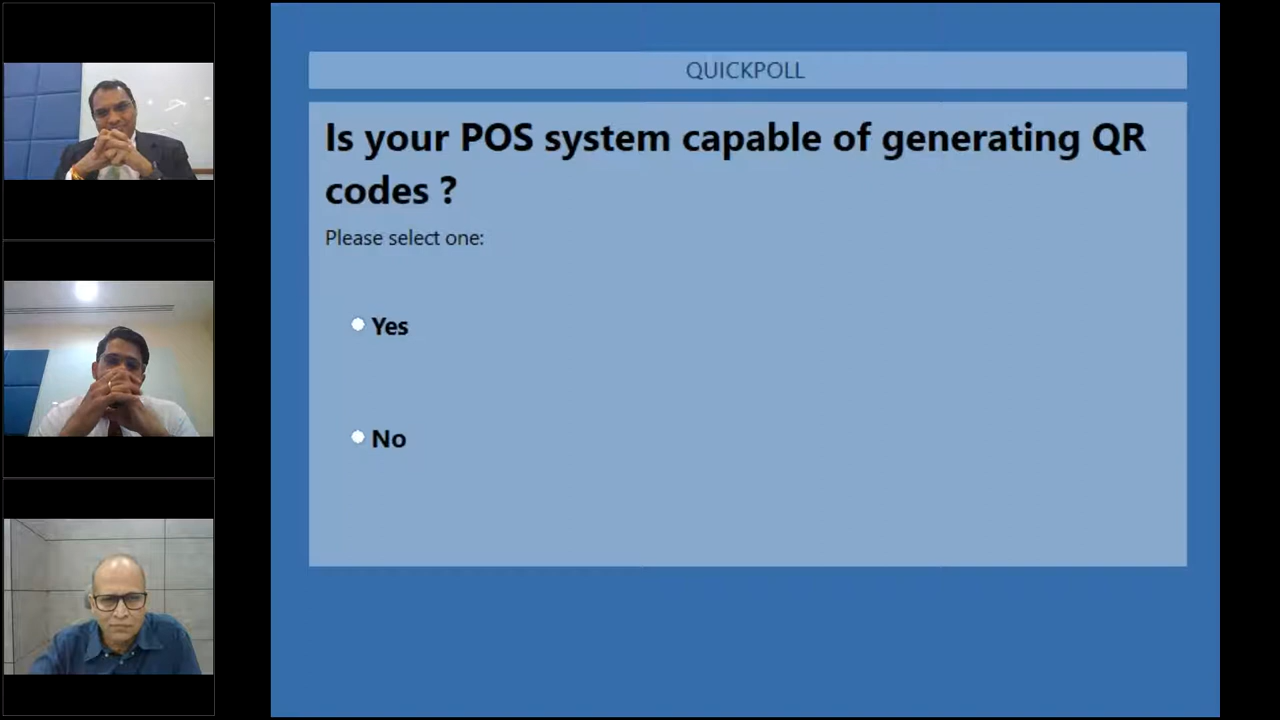 QUICKPOLL
Is your POS system capable of generating QR
codes ?
Please select one:
Yes
No